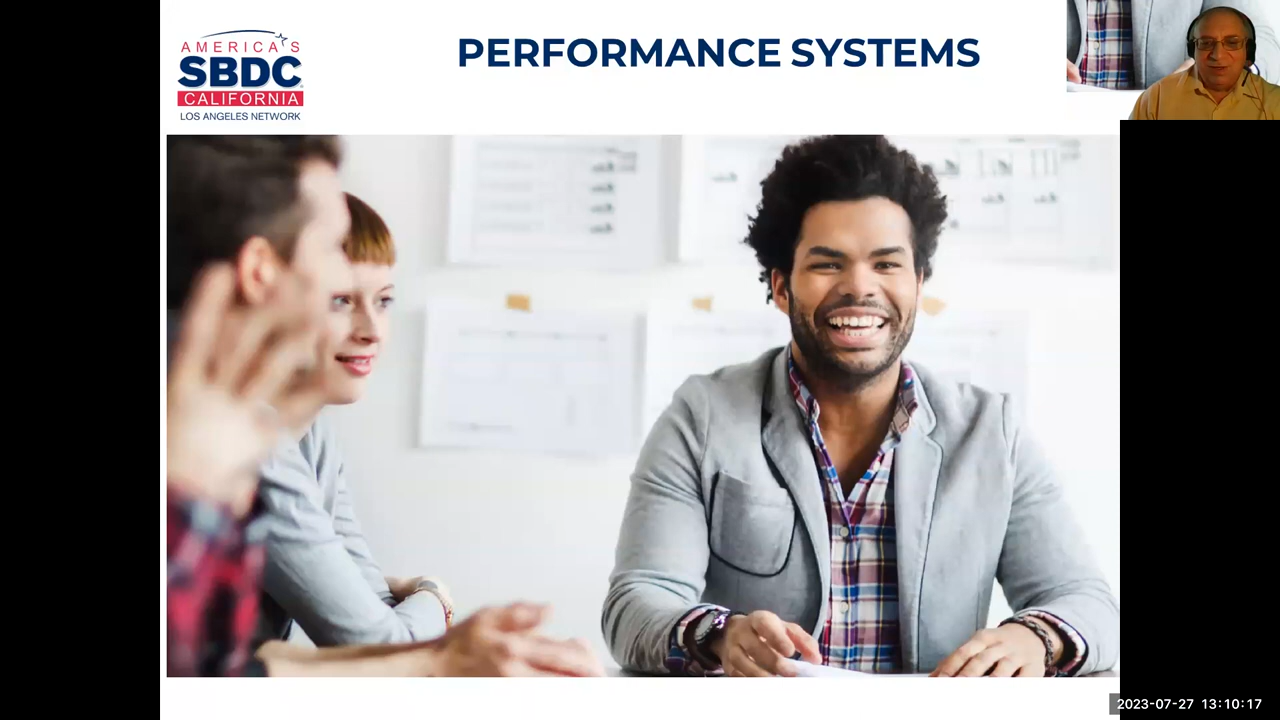 AMERICA'S
SBDC
CALIFORNIA
LOS ANGELES NETWORK
PERFORMANCE SYSTEMS
2023-07-27 13:10:17